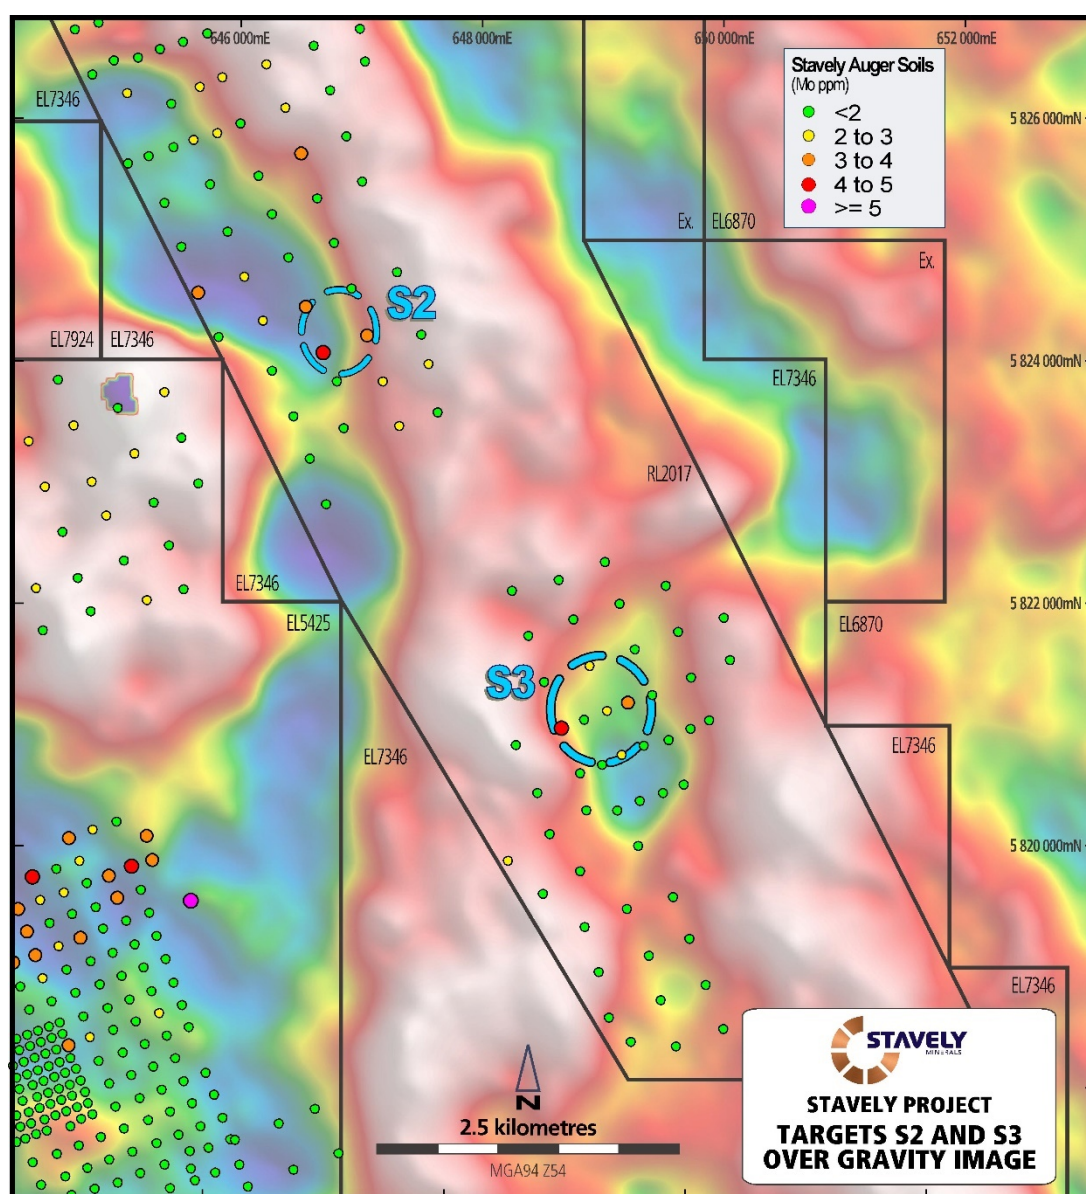 646 000mE
648 000mE
650 000mE
652 000mE
Stavely Auger Soils
(Mo ppm)
<2
2 to 3
3 to 4
4 to 5
>= 5
EL7346
5 826 000mN
Ex.
EL6870
Ex.
S2
EL7924
EL7346
5 824 000mN
EL7346
RL2017
EL7346
5 822 000mN
EL5425
EL6870
S3
EL7346
EL7346
5 820 000mN
EL7346
N
2.5 kilometres
MGA94 Z54
STAVELY
MINERALS
STAVELY PROJECT
TARGETS S2 AND S3
OVER GRAVITY IMAGE